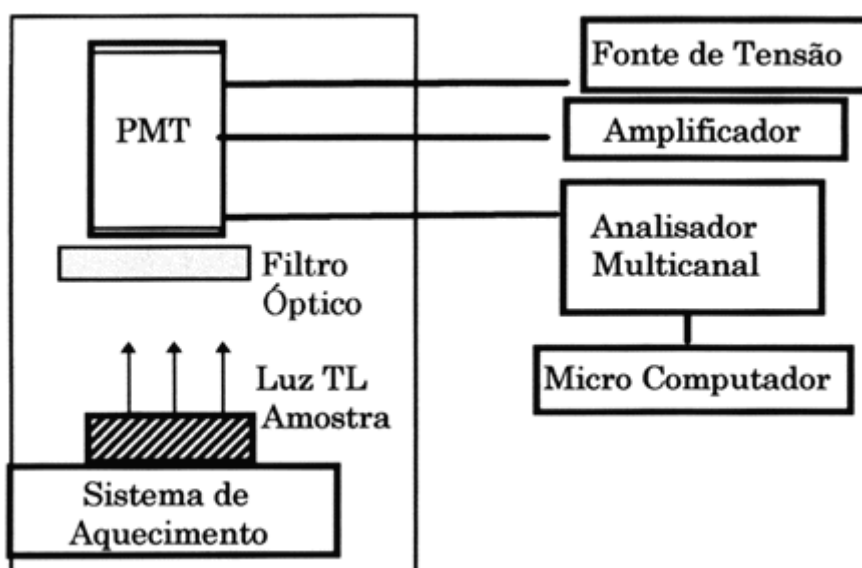 PMT
Filtro
Óptico
Luz TL
Amostra
Sistema de
Aquecimento
Fonte de Tensão
Amplificador
Analisador
Multicanal
Micro Computador